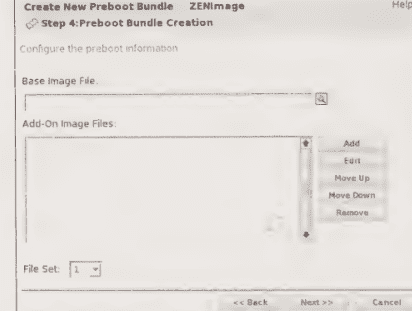 Create New Preboot Bundle ZENImage
Help
Step 4:Preboot Bundle Creation
Configure the preboot information
Base Image File.
Add-On Image Files:
Add
Edit
Move Up
Move Down
Remove
File Set: 1
<< Back Next >> Cancel